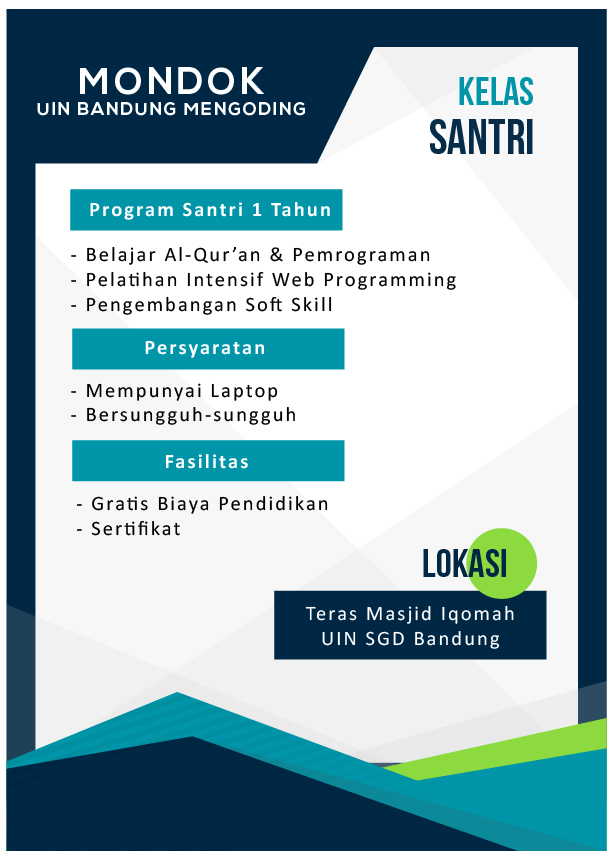 MONDOK
UIN BANDUNG MENGODING
KELAS
SANTRI
Program Santri 1 Tahun
- Belajar Al-Qur’an & Pemrograman
- Pelatihan Intensif Web Programming
- Pengembangan Soft Skill
Persyaratan
- Mempunyai Laptop
- Bersungguh-sungguh
Fasilitas
- Gratis Biaya Pendidikan
- Sertifikat
LOKASI
Teras Masjid Iqomah
UIN SGD Bandung